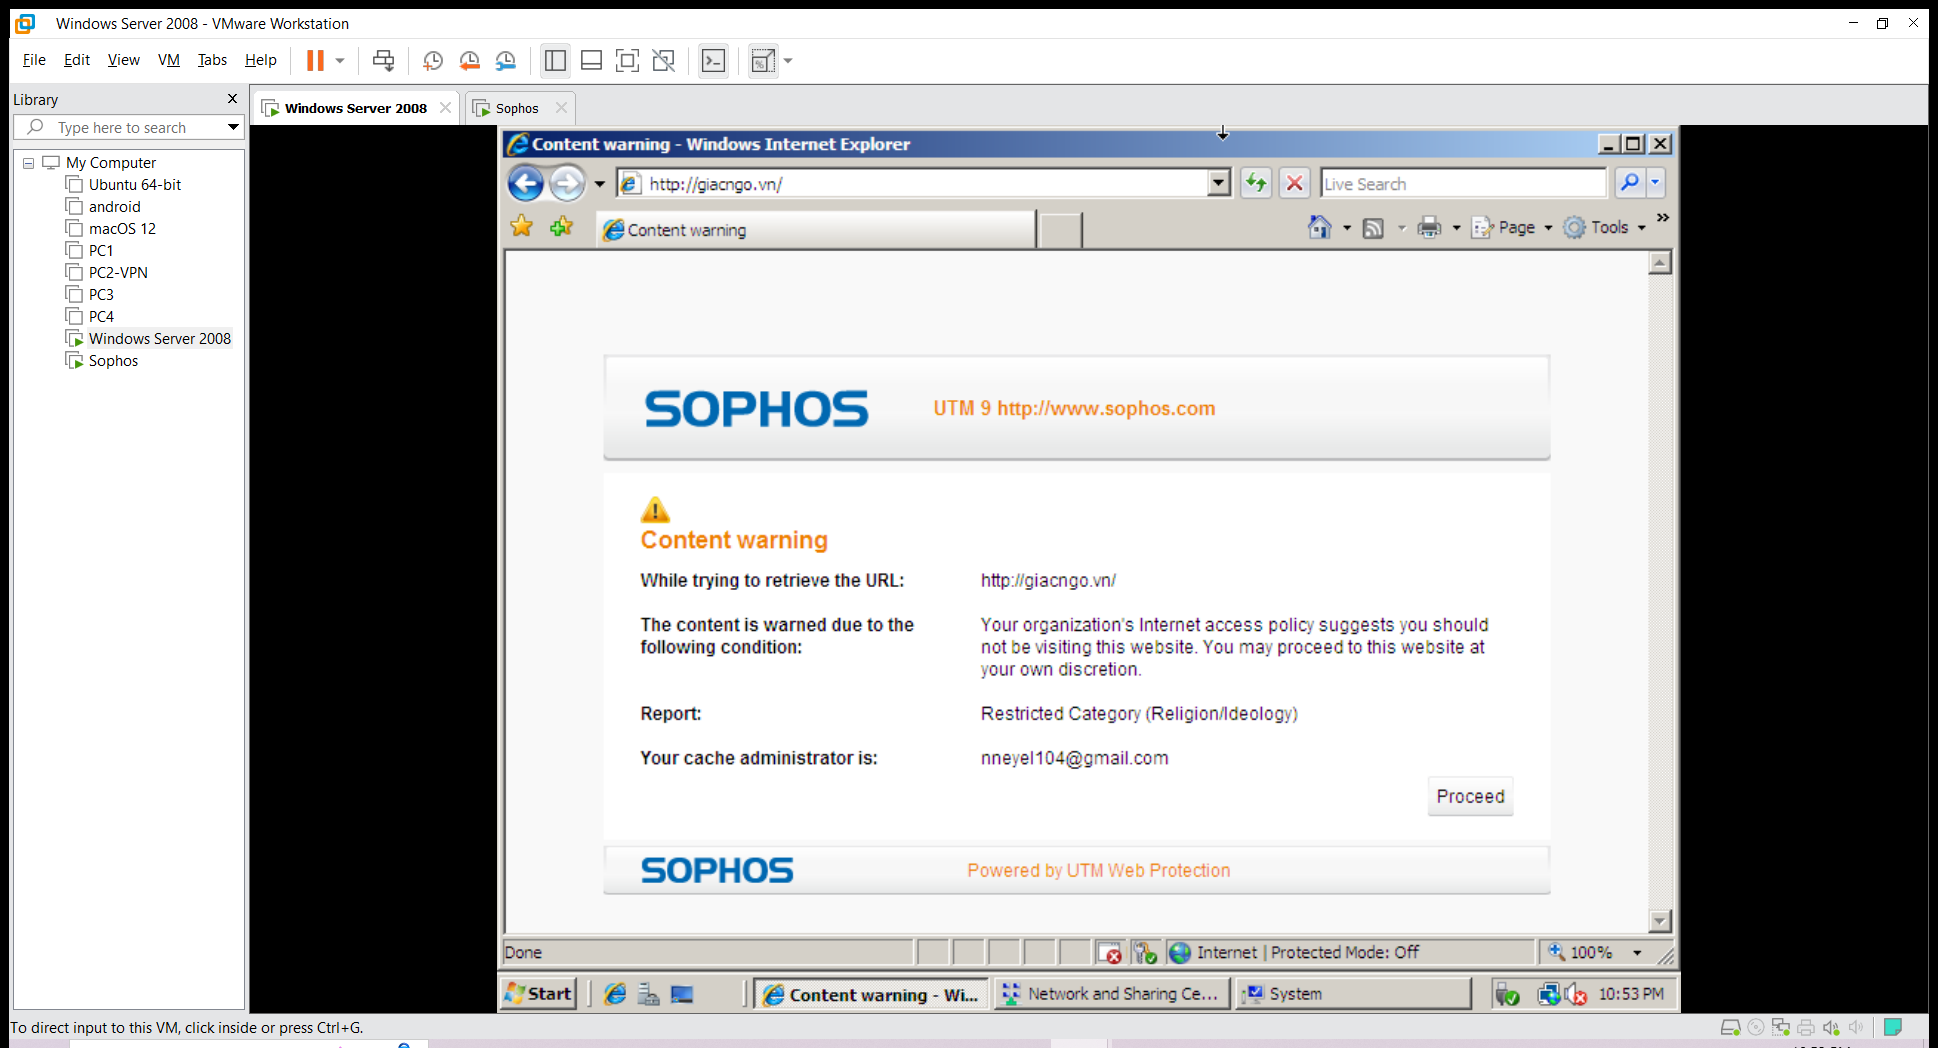 Windows Server 2008 - VMware Workstation
File Edit View VM Tabs Help
Library
Type here to search
My Computer
Ubuntu 64-bit
android
macOS 12
PC1
PC2-VPN
PC3
PC4
Windows Server 2008
Sophos
Windows Server 2008
Sophos
Content warning - Windows Internet Explorer
http://giacngo.vn/
Live Search
Content warning
Page
Tools
SOPHOS
UTM 9 http://www.sophos.com
Content warning
While trying to retrieve the URL: http://giacngo.vn/
The content is warned due to the following condition:
Your organization's Internet access policy suggests you should
not be visiting this website. You may proceed to this website at
your own discretion.
Report: Restricted Category (Religion/Ideology)
Your cache administrator is: nneyel104@gmail.com
Proceed
SOPHOS
Powered by UTM Web Protection
Done
Internet | Protected Mode: Off
100%
Start
Content warning - Wi...
Network and Sharing Ce...
System
10:53 PM
To direct input to this VM, click inside or press Ctrl+G.